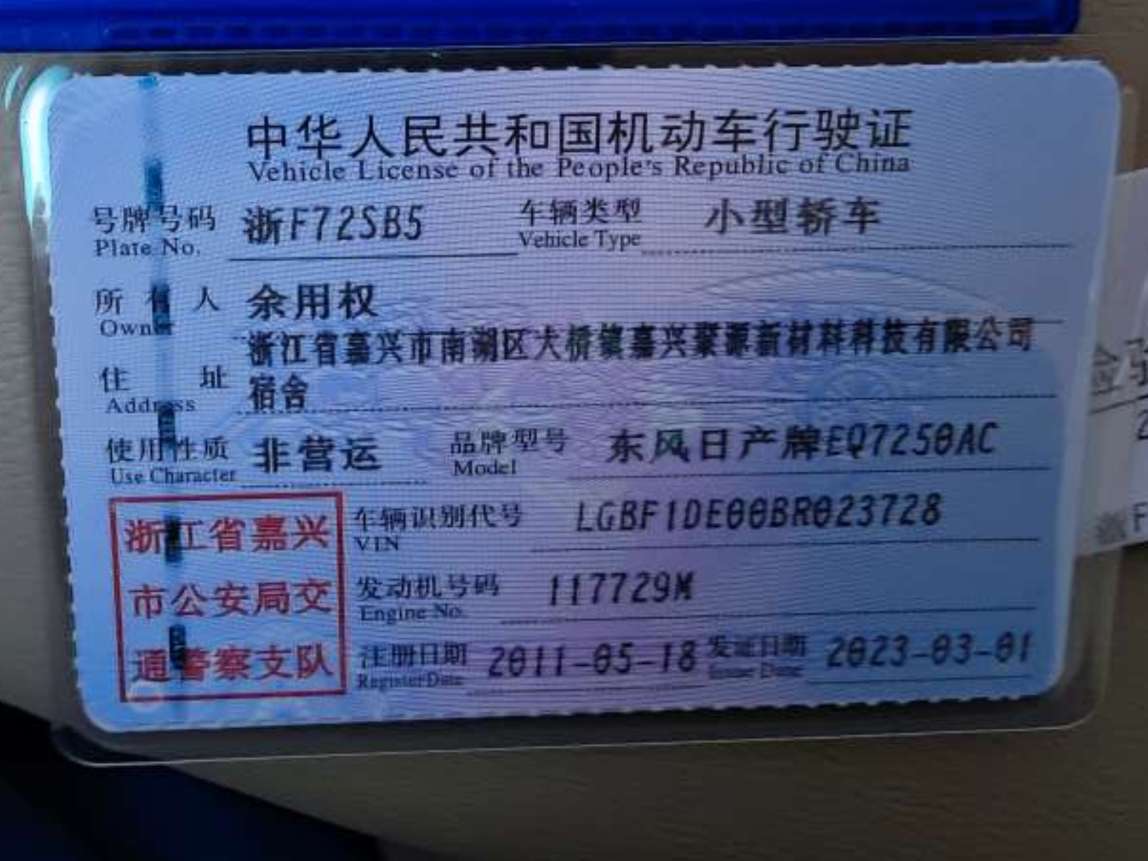 中华人民共和国机动车行驶证
Vehicle License of the People's Republic of China
号牌号码 浙F72SB5 车辆类型 小型轿车
Plate No. Vehicle Type
所有人 余用权
Owner
浙江省嘉兴市南湖区大桥镇嘉兴聚源新材料科技有限公司
住址 宿舍
Address
使用性质 非营运 品牌型号 东风日产牌EQ7250AC
Use Character Model
浙江省嘉兴 车辆识别代号 LGBF1DE00BR023728
VIN
市公安局交 发动机号码 117729M
Engine No.
通警察支队 注册日期 2011-05-18 发证日期 2023-03-01
Register Date Issue Date